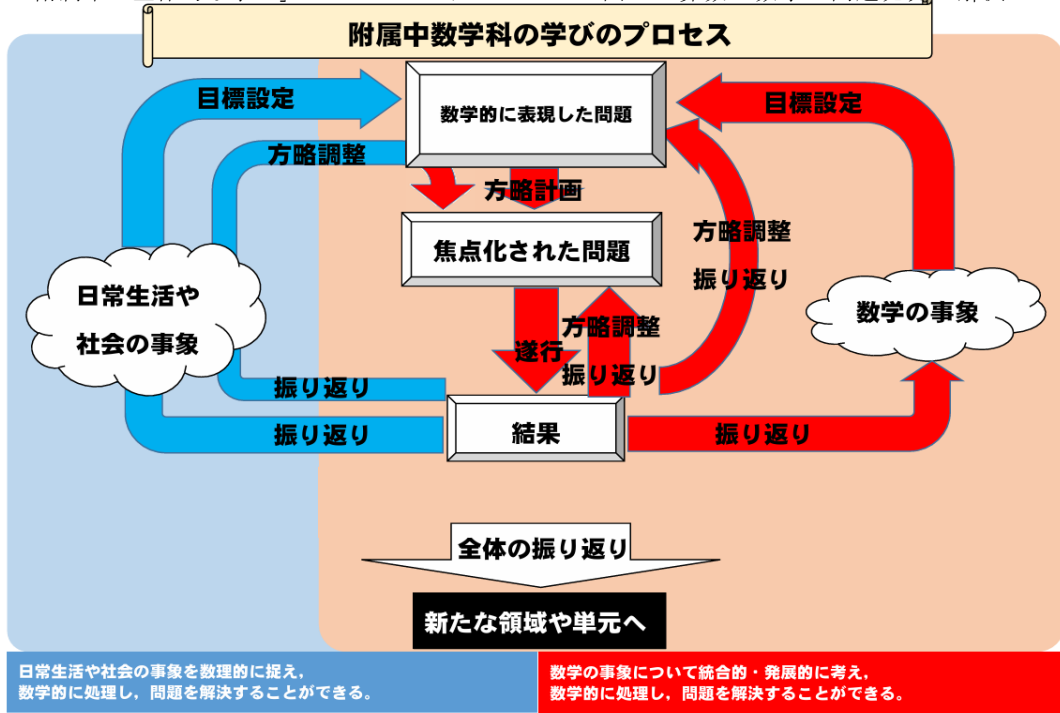 附属中数学科の学びのプロセス
目標設定
数学的に表現した問題
目標設定
方略調整
方略計画
方略調整
振り返り
焦点化された問題
日常生活や
社会の事象
数学の事象
方略調整
遂行
振り返り
振り返り
振り返り
結果
振り返り
全体の振り返り
新たな領域や単元へ
日常生活や社会の事象を数理的に捉え，
数学的に処理し，問題を解決することができる。
数学の事象について統合的・発展的に考え，
数学的に処理し，問題を解決することができる。